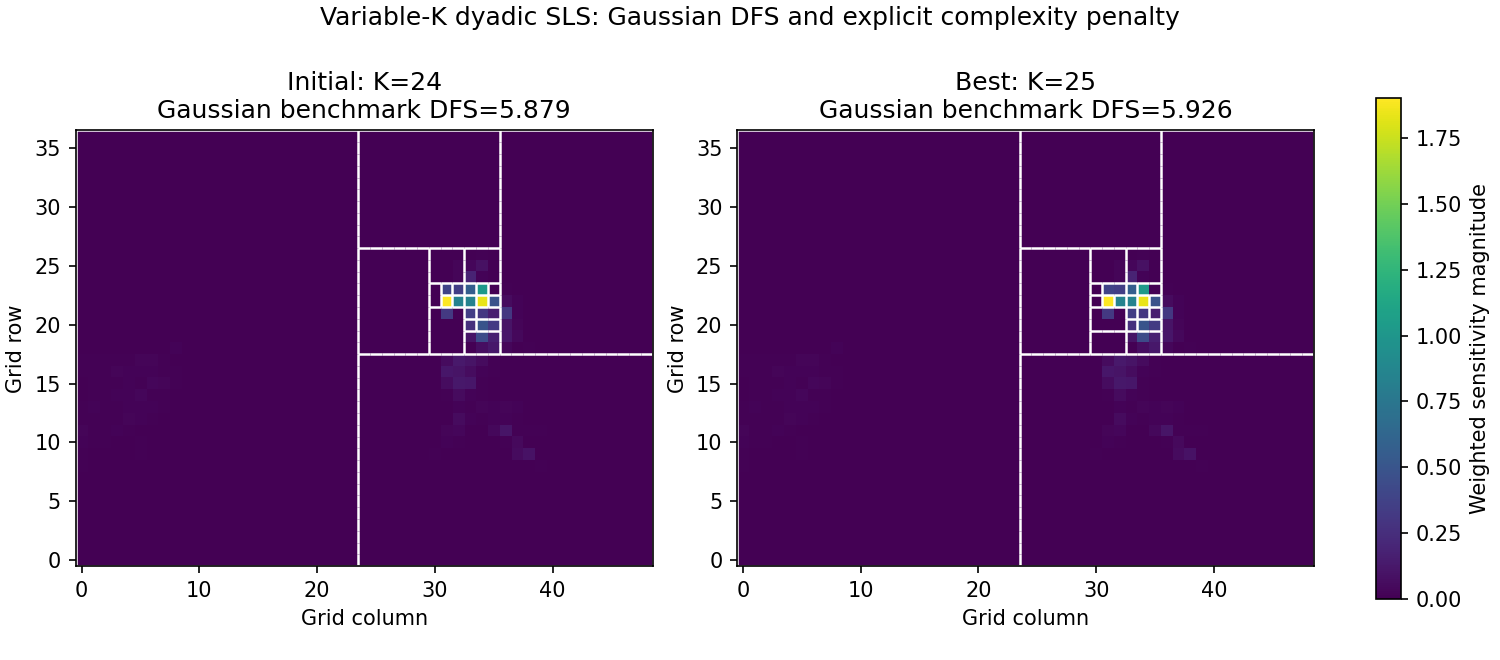 Variable-K dyadic SLS: Gaussian DFS and explicit complexity penalty
Initial: K=24
Gaussian benchmark DFS=5.879
35
30
25
20
15
10
5
0
Grid row
0 10 20 30 40
Grid column
Best: K=25
Gaussian benchmark DFS=5.926
35
30
25
20
15
10
5
0
Grid row
0 10 20 30 40
Grid column
1.75
1.50
1.25
1.00
0.75
0.50
0.25
0.00
Weighted sensitivity magnitude